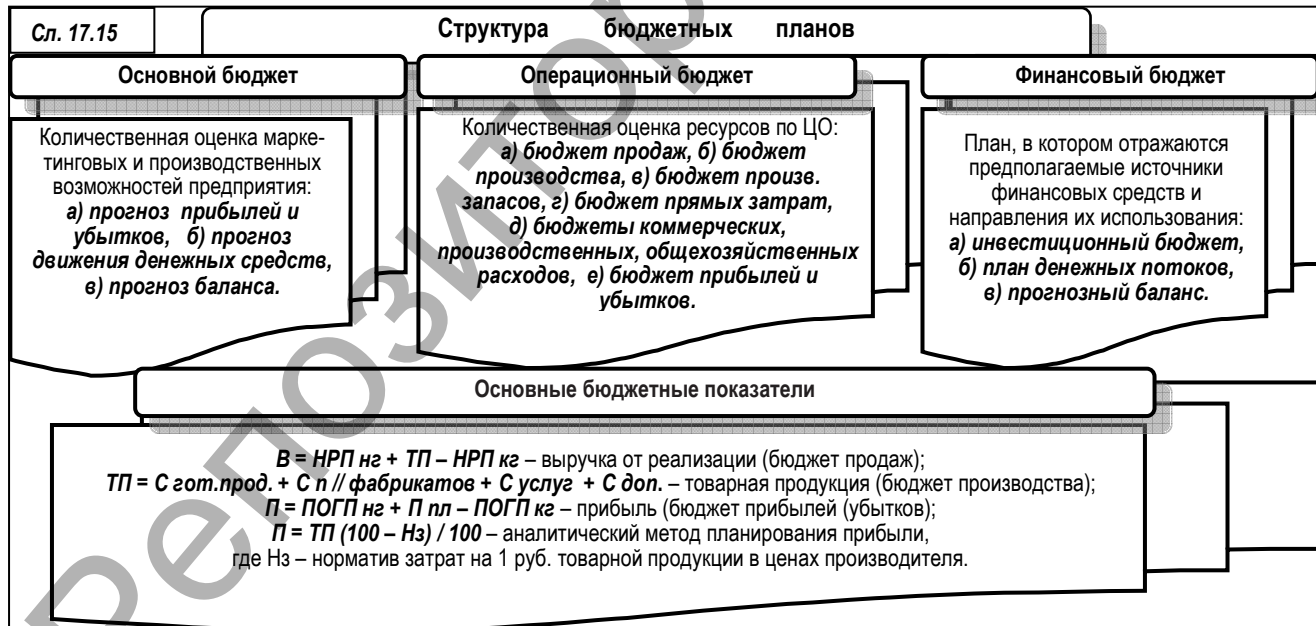 Сл. 17.15
Структура бюджетных планов
Основной бюджет
Количественная оценка марке-
тинговых и производственных
возможностей предприятия:
а) прогноз прибылей и
убытков, б) прогноз
движения денежных средств,
в) прогноз баланса.
Операционный бюджет
Количественная оценка ресурсов по ЦО:
а) бюджет продаж, б) бюджет
производства, в) бюджет произв.
запасов, г) бюджет прямых затрат,
д) бюджеты коммерческих,
производственных, общехозяйственных
расходов, е) бюджет прибылей и
убытков.
Финансовый бюджет
План, в котором отражаются
предполагаемые источники
финансовых средств и
направления их использования:
а) инвестиционный бюджет,
б) план денежных потоков,
в) прогнозный баланс.
Основные бюджетные показатели
В = НРП нг + ТП – НРП кг – выручка от реализации (бюджет продаж);
ТП = С гот.прод. + С п // фабрикатов + С услуг + С доп. – товарная продукция (бюджет производства);
П = ПОГП нг + П пл – ПОГП кг – прибыль (бюджет прибылей (убытков);
П = ТП (100 – Нз) / 100 – аналитический метод планирования прибыли,
где Нз – норматив затрат на 1 руб. товарной продукции в ценах производителя.